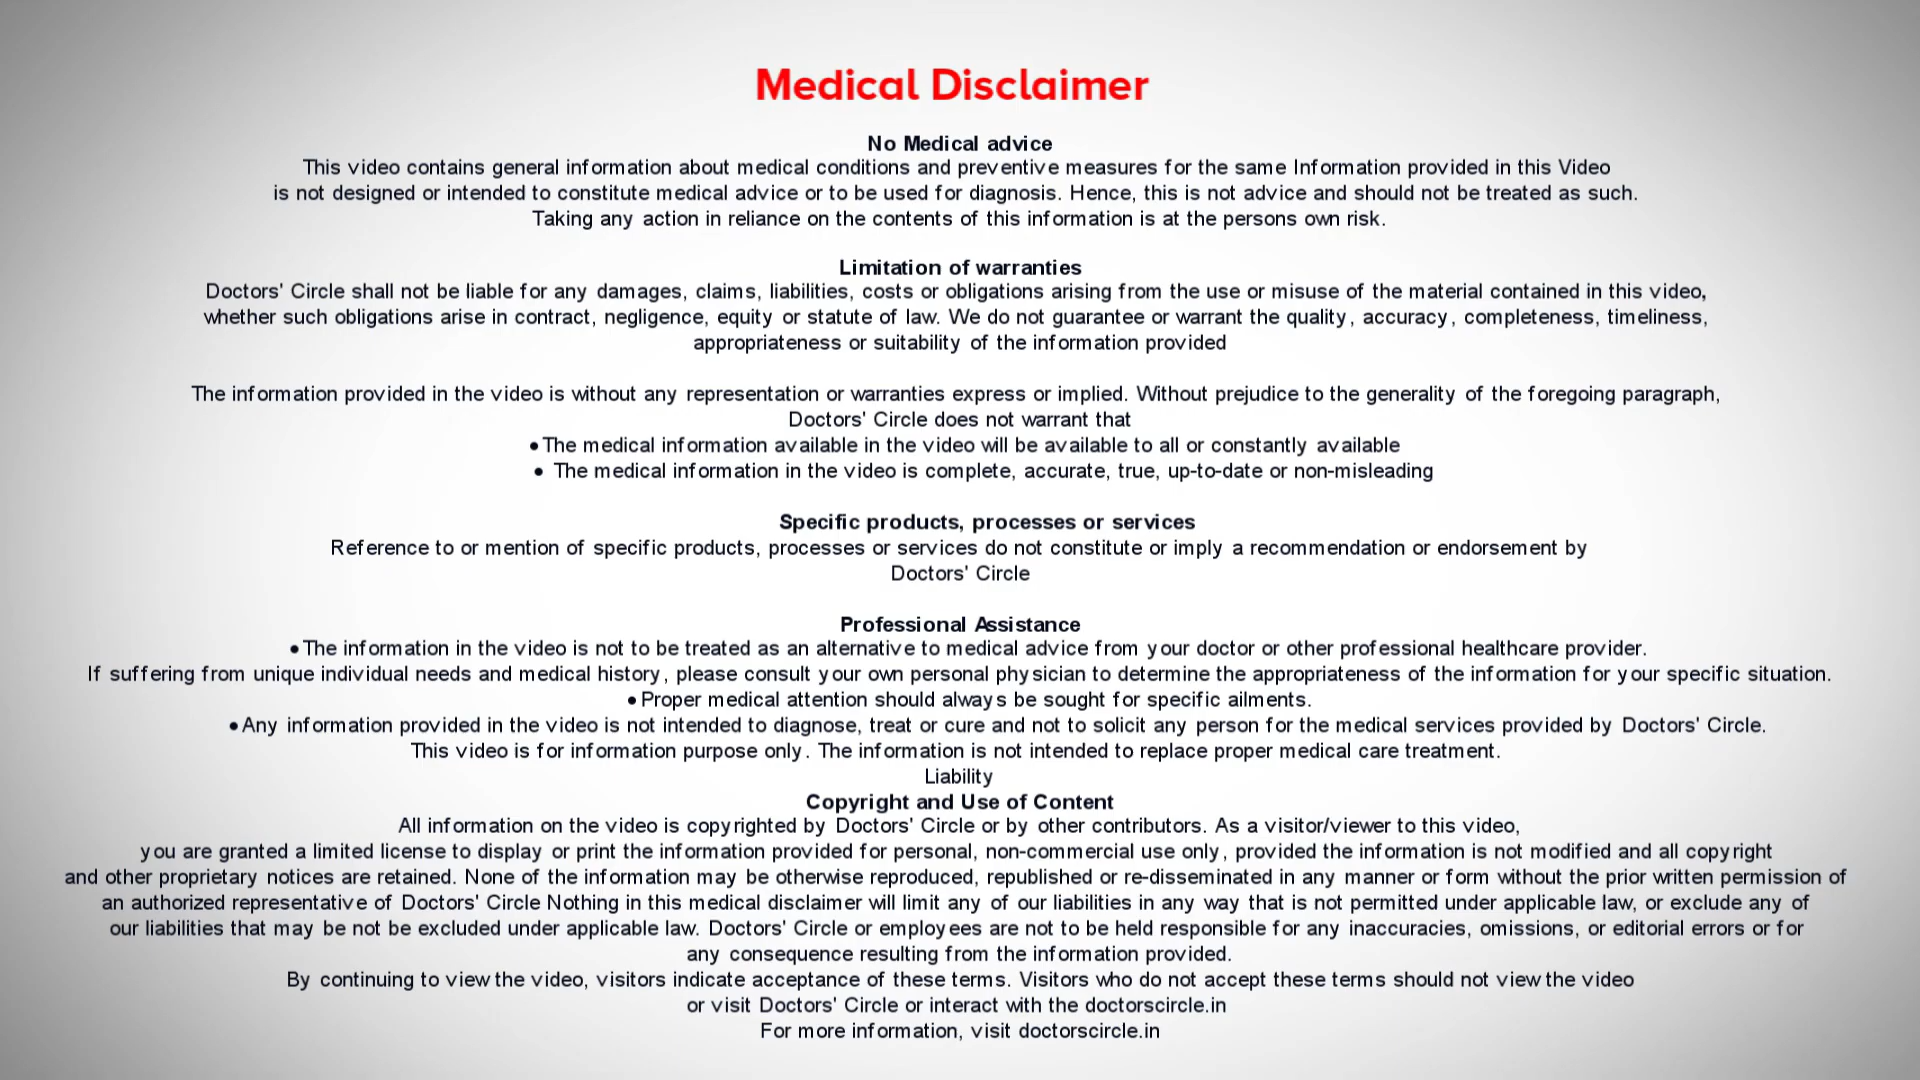 Medical Disclaimer
No Medical advice
This video contains general information about medical conditions and preventive measures for the same Information provided in this Video
is not designed or intended to constitute medical advice or to be used for diagnosis. Hence, this is not advice and should not be treated as such.
Taking any action in reliance on the contents of this information is at the persons own risk.
Limitation of warranties
Doctors' Circle shall not be liable for any damages, claims, liabilities, costs or obligations arising from the use or misuse of the material contained in this video,
whether such obligations arise in contract, negligence, equity or statute of law. We do not guarantee or warrant the quality, accuracy, completeness, timeliness,
appropriateness or suitability of the information provided
The information provided in the video is without any representation or warranties express or implied. Without prejudice to the generality of the foregoing paragraph,
Doctors' Circle does not warrant that
• The medical information available in the video will be available to all or constantly available
• The medical information in the video is complete, accurate, true, up-to-date or non-misleading
Specific products, processes or services
Reference to or mention of specific products, processes or services do not constitute or imply a recommendation or endorsement by
Doctors' Circle
Professional Assistance
• The information in the video is not to be treated as an alternative to medical advice from your doctor or other professional healthcare provider.
If suffering from unique individual needs and medical history, please consult your own personal physician to determine the appropriateness of the information for your specific situation.
• Proper medical attention should always be sought for specific ailments.
• Any information provided in the video is not intended to diagnose, treat or cure and not to solicit any person for the medical services provided by Doctors' Circle.
This video is for information purpose only. The information is not intended to replace proper medical care treatment.
Liability
Copyright and Use of Content
All information on the video is copyrighted by Doctors' Circle or by other contributors. As a visitor/viewer to this video,
you are granted a limited license to display or print the information provided for personal, non-commercial use only, provided the information is not modified and all copyright
and other proprietary notices are retained. None of the information may be otherwise reproduced, republished or re-disseminated in any manner or form without the prior written permission of
an authorized representative of Doctors' Circle Nothing in this medical disclaimer will limit any of our liabilities in any way that is not permitted under applicable law, or exclude any of
our liabilities that may be not be excluded under applicable law. Doctors' Circle or employees are not to be held responsible for any inaccuracies, omissions, or editorial errors or for
any consequence resulting from the information provided.
By continuing to view the video, visitors indicate acceptance of these terms. Visitors who do not accept these terms should not view the video
or visit Doctors' Circle or interact with the doctorscircle.in
For more information, visit doctorscircle.in